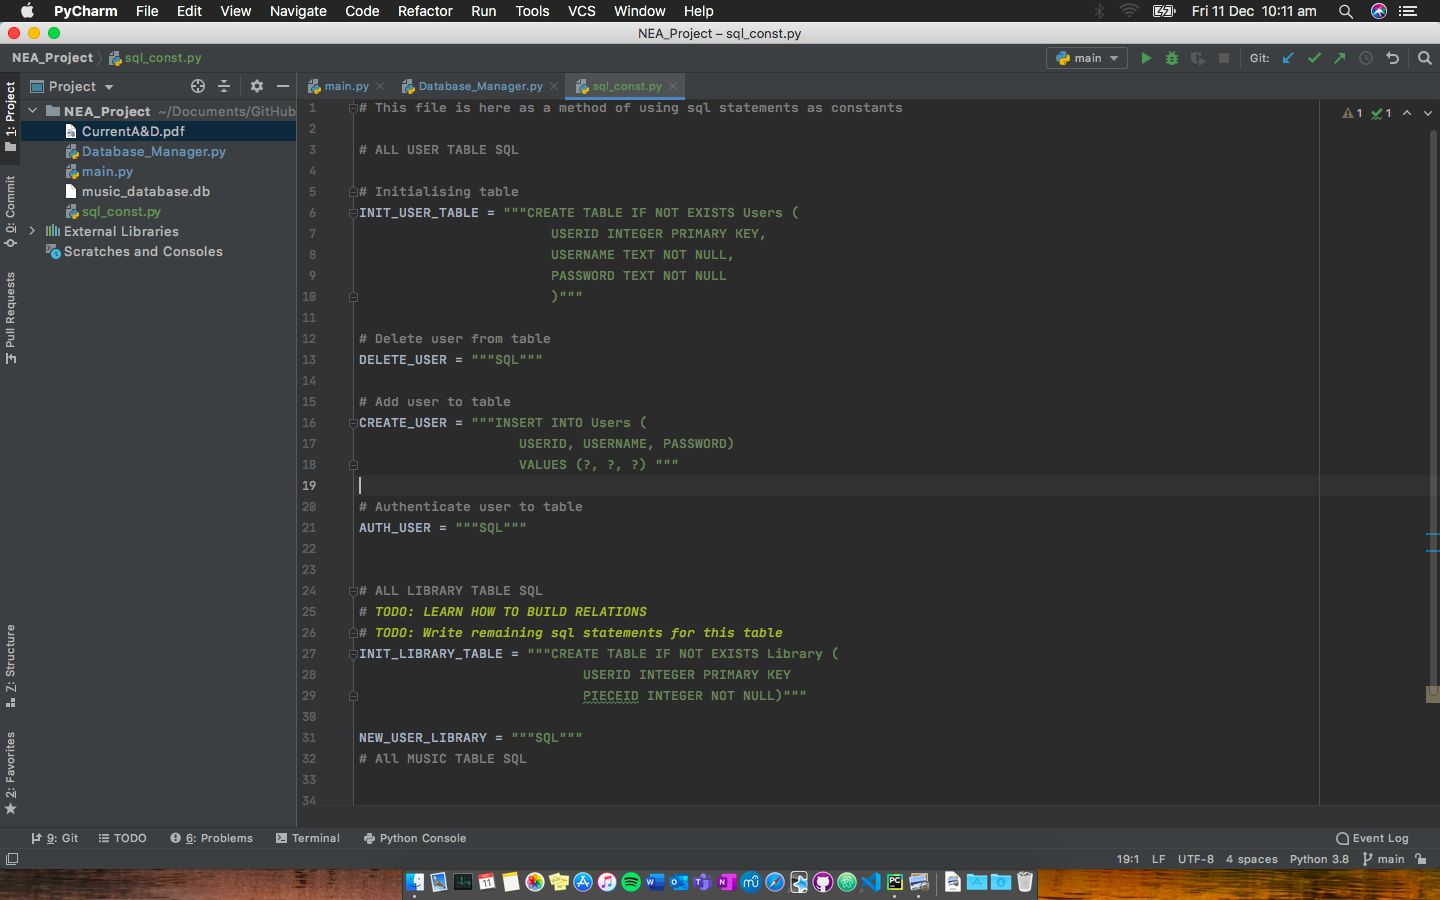 PyCharm File Edit View Navigate Code Refactor Run Tools VCS Window Help Fri 11 Dec 10:11 am
NEA_Project – sql_const.py
NEA_Project sql_const.py main Git:
Project main.py Database_Manager.py sql_const.py
NEA_Project ~/Documents/GitHub
CurrentA&D.pdf
Database_Manager.py
main.py
music_database.db
sql_const.py
External Libraries
Scratches and Consoles
1: Project
0: Commit
Pull Requests
7: Structure
2: Favorites
1 1
1 # This file is here as a method of using sql statements as constants
2
3 # ALL USER TABLE SQL
4
5 # Initialising table
6 INIT_USER_TABLE = """CREATE TABLE IF NOT EXISTS Users (
7 USERID INTEGER PRIMARY KEY,
8 USERNAME TEXT NOT NULL,
9 PASSWORD TEXT NOT NULL
10 )"""
11
12 # Delete user from table
13 DELETE_USER = """SQL"""
14
15 # Add user to table
16 CREATE_USER = """INSERT INTO Users (
17 USERID, USERNAME, PASSWORD)
18 VALUES (?, ?, ?) """
19
20 # Authenticate user to table
21 AUTH_USER = """SQL"""
22
23
24 # ALL LIBRARY TABLE SQL
25 # TODO: LEARN HOW TO BUILD RELATIONS
26 # TODO: Write remaining sql statements for this table
27 INIT_LIBRARY_TABLE = """CREATE TABLE IF NOT EXISTS Library (
28 USERID INTEGER PRIMARY KEY
29 PIECEID INTEGER NOT NULL)"""
30
31 NEW_USER_LIBRARY = """SQL"""
32 # All MUSIC TABLE SQL
33
34
9: Git TODO 6: Problems Terminal Python Console Event Log
19:1 LF UTF-8 4 spaces Python 3.8 main
11
PC